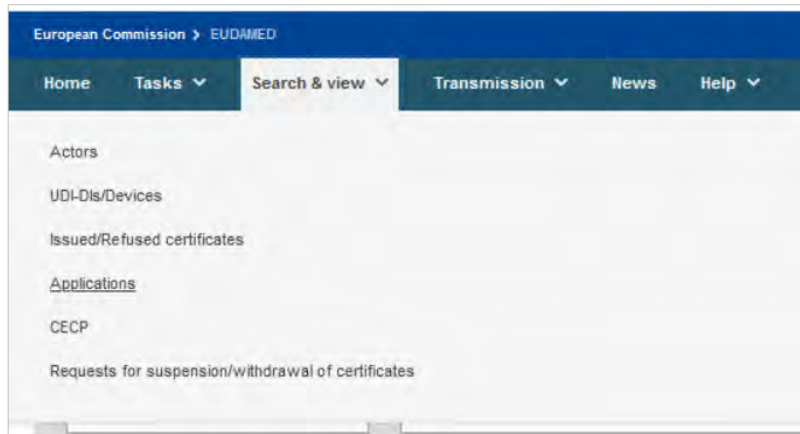 European Commission > EUDAMED
Home Tasks Search & view Transmission News Help
Actors
UDI-DIs/Devices
Issued/Refused certificates
Applications
CECP
Requests for suspension/withdrawal of certificates